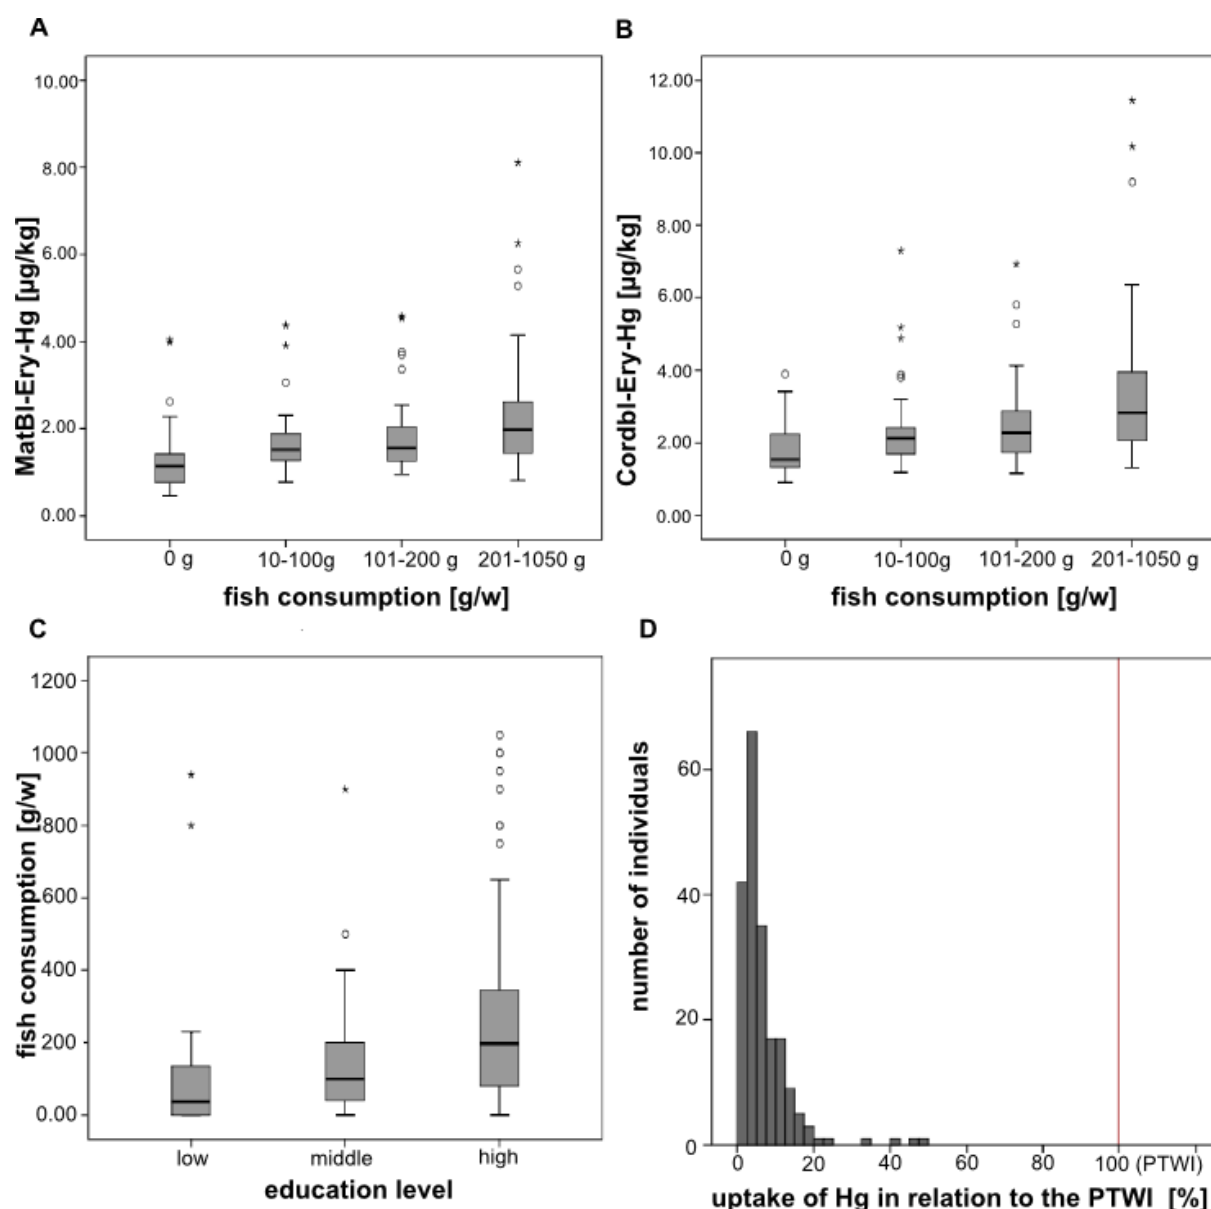 A
10.00
8.00
6.00
4.00
2.00
0.00
MatBl-Ery-Hg [µg/kg]
0 g 10-100g 101-200 g 201-1050 g
fish consumption [g/w]
B
12.00
10.00
8.00
6.00
4.00
2.00
0.00
Cordbl-Ery-Hg [µg/kg]
0 g 10-100g 101-200 g 201-1050 g
fish consumption [g/w]
C
1200
1000
800
600
400
200
0.00
fish consumption [g/w]
low middle high
education level
D
60
40
20
0
number of individuals
0 20 40 60 80 100 (PTWI)
uptake of Hg in relation to the PTWI [%]